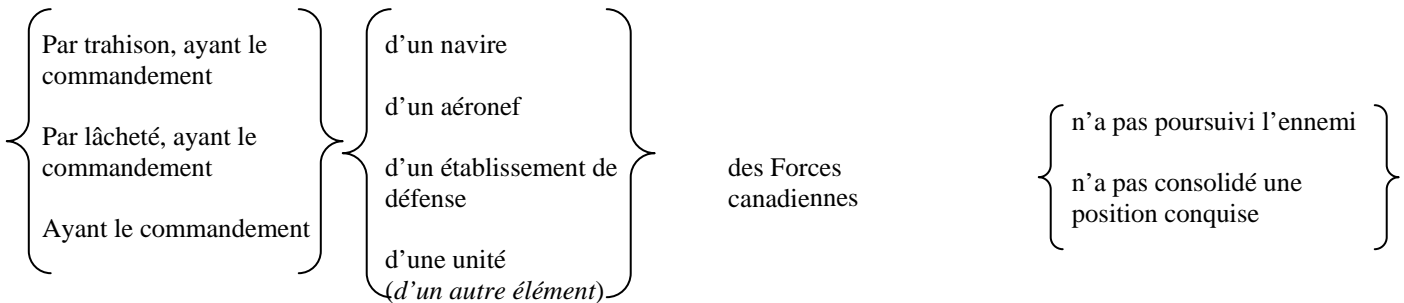 Par trahison, ayant le
commandement
Par lâcheté, ayant le
commandement
Ayant le commandement
d’un navire
d’un aéronef
d’un établissement de
défense
d’une unité
(d’un autre élément)
des Forces
canadiennes
n’a pas poursuivi l’ennemi
n’a pas consolidé une
position conquise